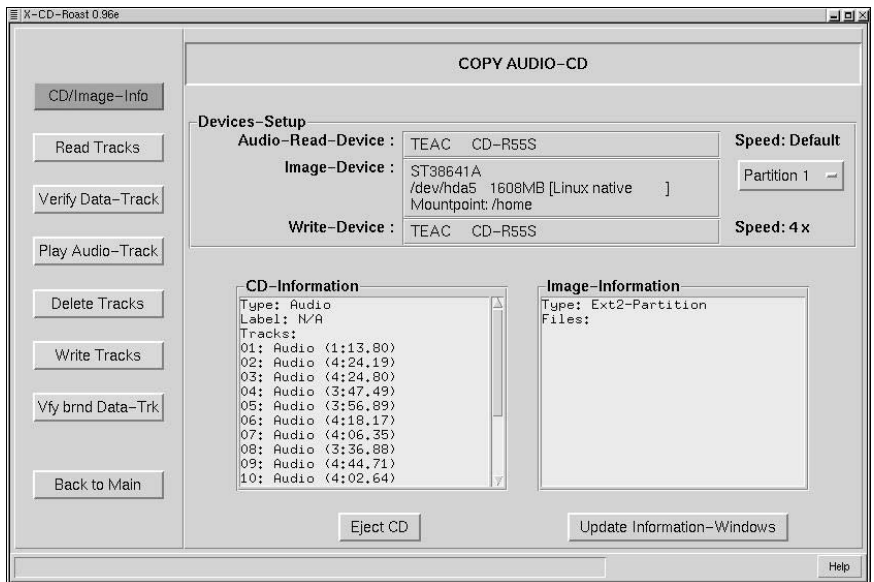 X-CD-Roast 0.96e
COPY AUDIO-CD
CD/Image-Info
Read Tracks
Verify Data-Track
Play Audio-Track
Delete Tracks
Write Tracks
Vfy brnd Data-Trk
Back to Main
Devices-Setup
Audio-Read-Device : TEAC CD-R55S Speed: Default
Image-Device : ST38641A
/dev/hda5 1608MB [Linux native ]
Mountpoint: /home
Partition 1
Write-Device : TEAC CD-R55S Speed: 4 x
CD-Information
Type: Audio
Label: N/A
Tracks:
01: Audio (1:13.80)
02: Audio (4:24.19)
03: Audio (4:24.80)
04: Audio (3:47.49)
05: Audio (3:56.89)
06: Audio (4:18.17)
07: Audio (4:06.35)
08: Audio (3:36.88)
09: Audio (4:44.71)
10: Audio (4:02.64)
Image-Information
Type: Ext2-Partition
Files:
Eject CD
Update Information-Windows
Help